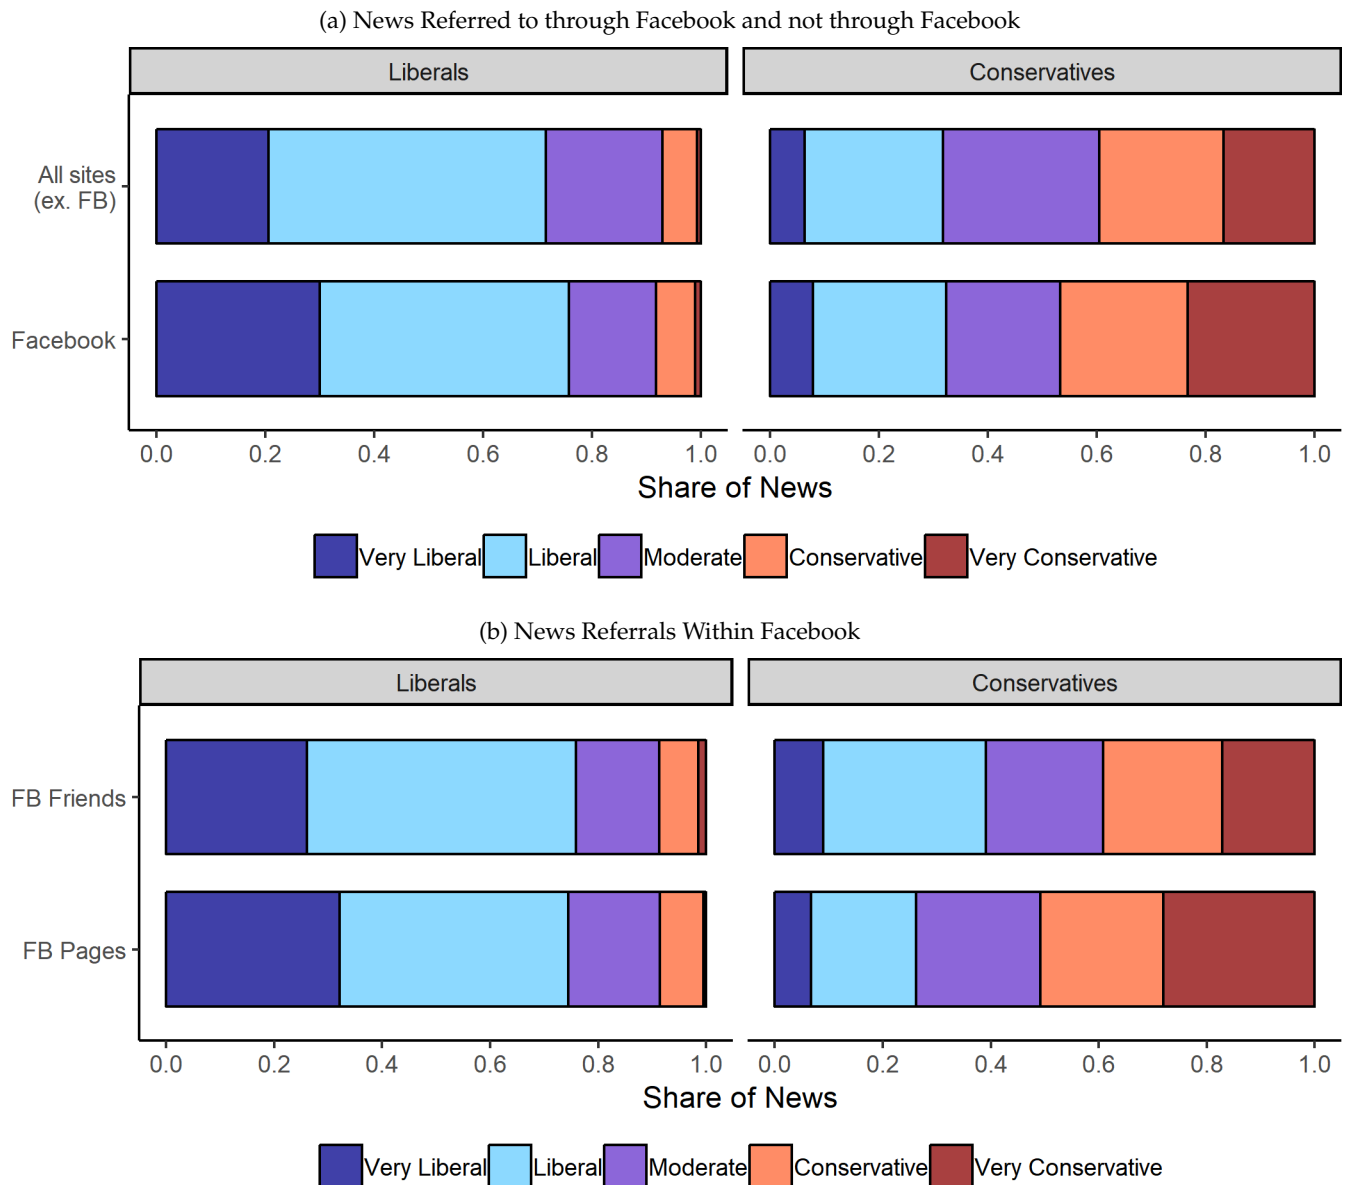 (a) News Referred to through Facebook and not through Facebook
Liberals
Conservatives
All sites
(ex. FB)
Facebook
0.0 0.2 0.4 0.6 0.8 1.0
0.0 0.2 0.4 0.6 0.8 1.0
Share of News
Very Liberal Liberal Moderate Conservative Very Conservative
(b) News Referrals Within Facebook
Liberals
Conservatives
FB Friends
FB Pages
0.0 0.2 0.4 0.6 0.8 1.0
0.0 0.2 0.4 0.6 0.8 1.0
Share of News
Very Liberal Liberal Moderate Conservative Very Conservative